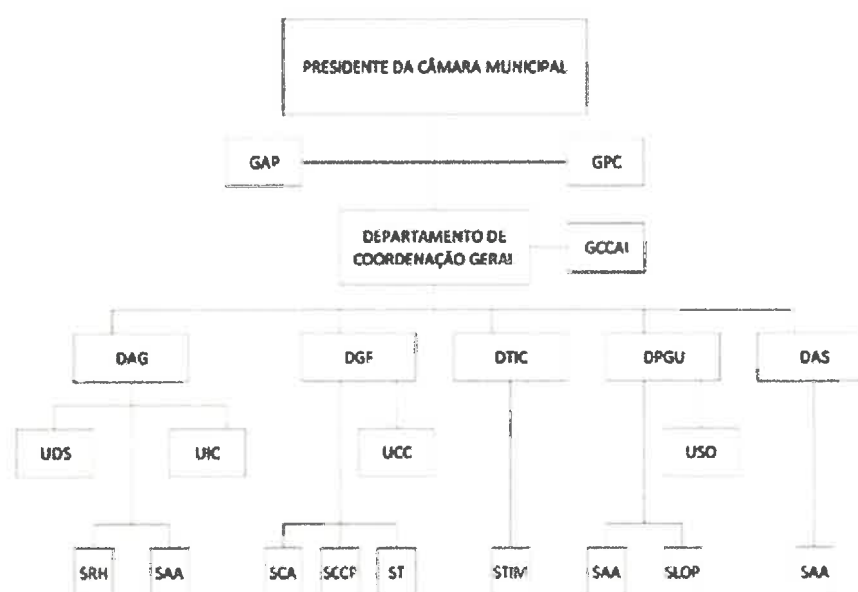 PRESIDENTE DA CÂMARA MUNICIPAL
GAP
GPC
DEPARTAMENTO DE
COORDENAÇÃO GERAL
GCCAI
DAG
DGF
DTIC
DPGU
DAS
UDS
UIC
UCC
USO
SRH
SAA
SCA
SCCP
ST
STIM
SAA
SLOP
SAA